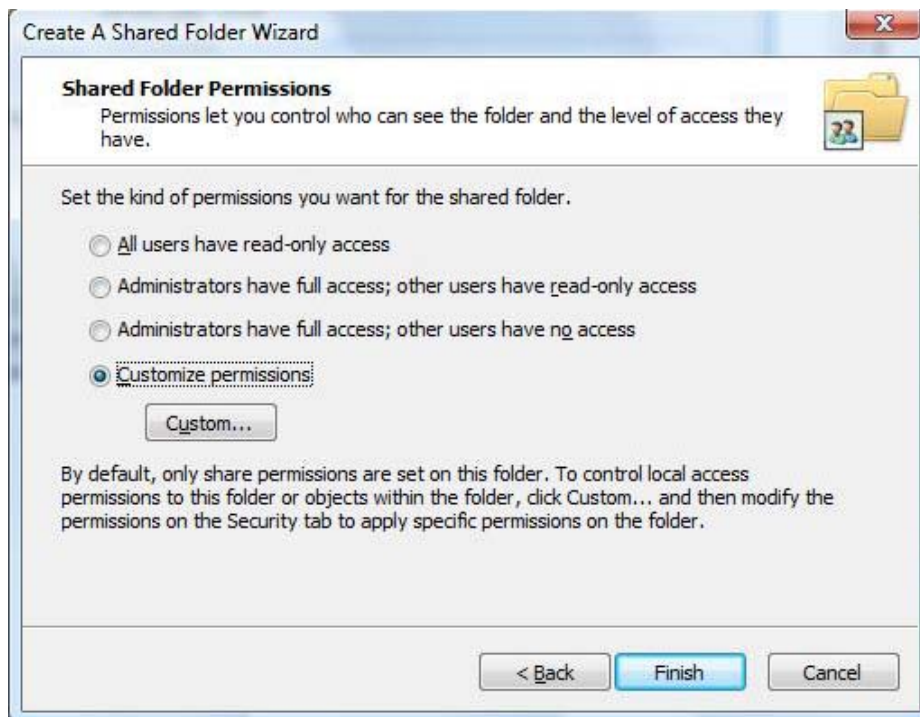 Create A Shared Folder Wizard
Shared Folder Permissions
Permissions let you control who can see the folder and the level of access they
have.
Set the kind of permissions you want for the shared folder.
All users have read-only access
Administrators have full access; other users have read-only access
Administrators have full access; other users have no access
Customize permissions
Custom...
By default, only share permissions are set on this folder. To control local access
permissions to this folder or objects within the folder, click Custom... and then modify the
permissions on the Security tab to apply specific permissions on the folder.
< Back Finish Cancel